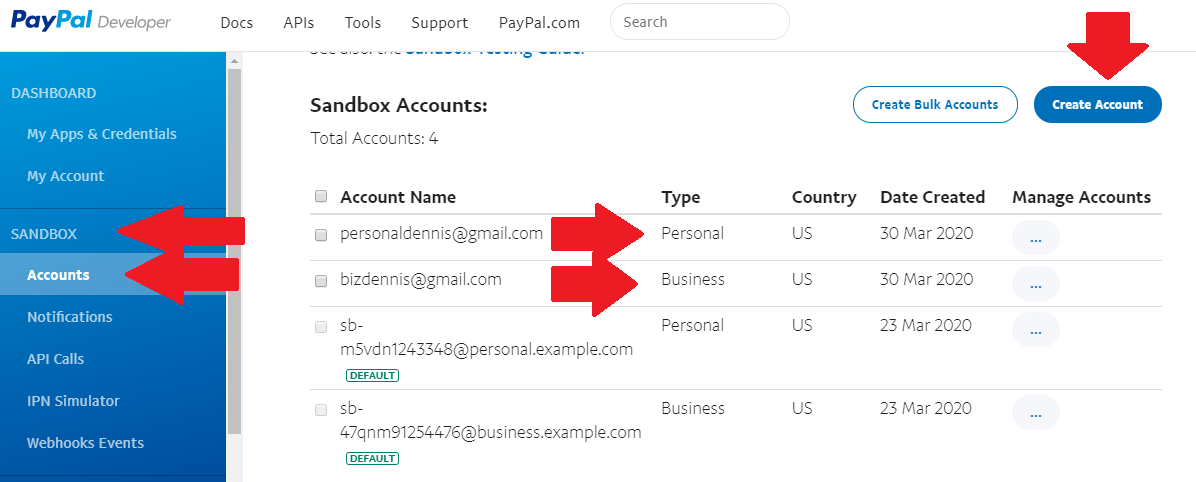 PayPal Developer
Docs APIs Tools Support PayPal.com Search
See also: the Sandbox Testing Guide.
DASHBOARD
My Apps & Credentials
My Account
SANDBOX
Accounts
Notifications
API Calls
IPN Simulator
Webhooks Events
Sandbox Accounts:
Create Bulk Accounts Create Account
Total Accounts: 4
Account Name Type Country Date Created Manage Accounts
personaldennis@gmail.com Personal US 30 Mar 2020 ...
bizdennis@gmail.com Business US 30 Mar 2020 ...
sb- Personal US 23 Mar 2020 ...
m5vdn1243348@personal.example.com
DEFAULT
sb- Business US 23 Mar 2020 ...
47qnm91254476@business.example.com
DEFAULT